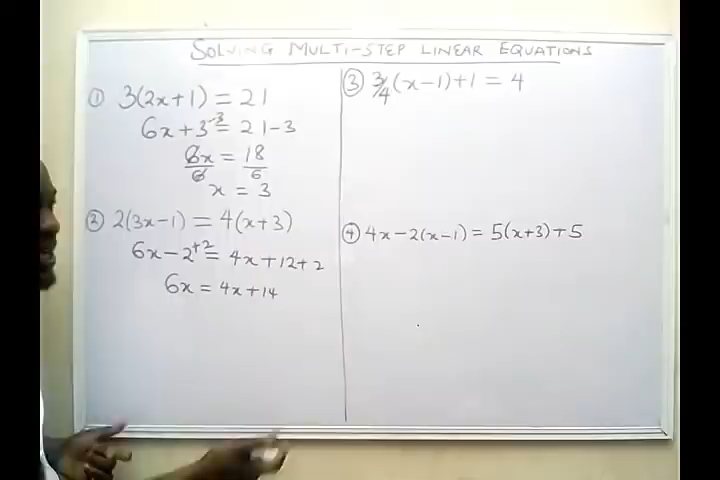 SOLVING MULTI-STEP LINEAR EQUATIONS
① 3(2x+1) = 21
6x+3-3 = 21-3
6x/6 = 18/6
x = 3
② 2(3x-1) = 4(x+3)
6x-2+2 = 4x+12+2
6x = 4x+14
③ 3/4(x-1)+1 = 4
④ 4x-2(x-1) = 5(x+3)+5